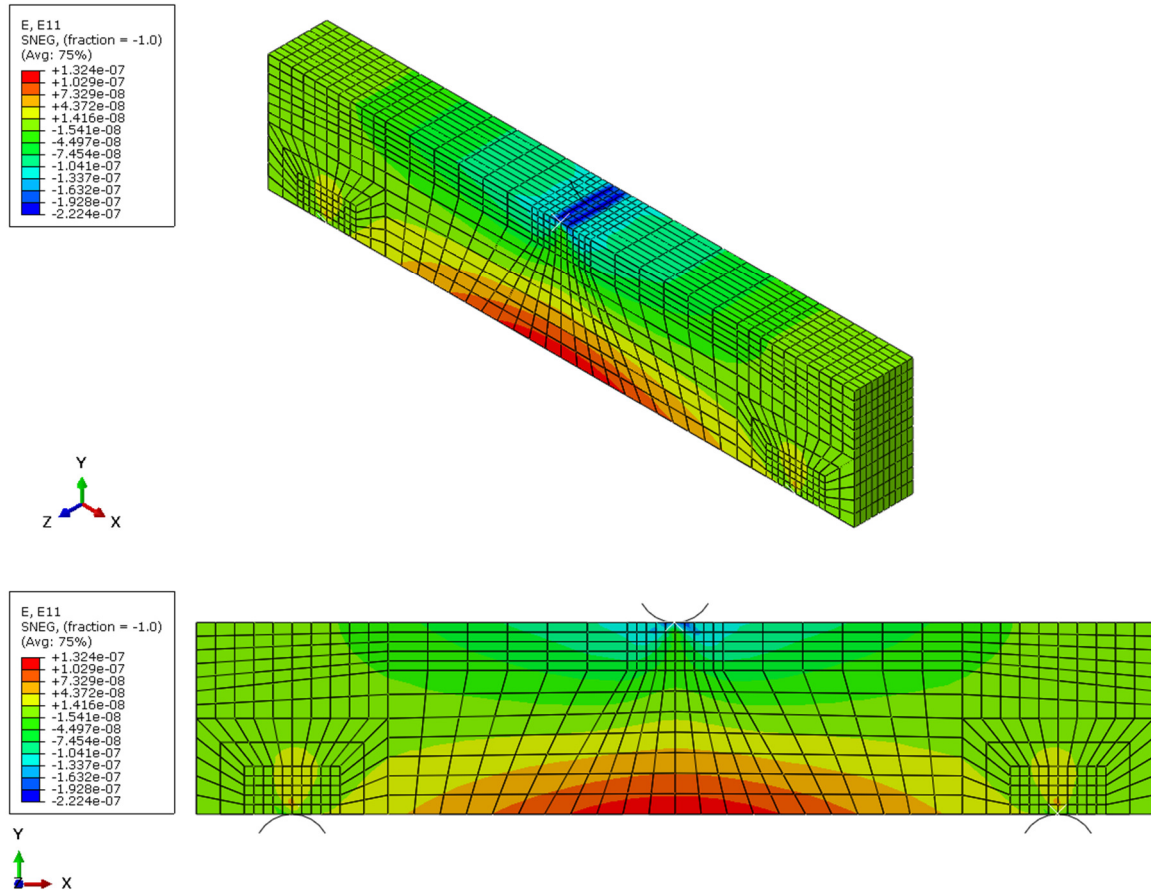 E, E11
SNEG, (fraction = -1.0)
(Avg: 75%)
+1.324e-07
+1.029e-07
+7.329e-08
+4.372e-08
+1.416e-08
-1.541e-08
-4.497e-08
-7.454e-08
-1.041e-07
-1.337e-07
-1.632e-07
-1.928e-07
-2.224e-07
Y
Z
X
E, E11
SNEG, (fraction = -1.0)
(Avg: 75%)
+1.324e-07
+1.029e-07
+7.329e-08
+4.372e-08
+1.416e-08
-1.541e-08
-4.497e-08
-7.454e-08
-1.041e-07
-1.337e-07
-1.632e-07
-1.928e-07
-2.224e-07
Y
Z
X